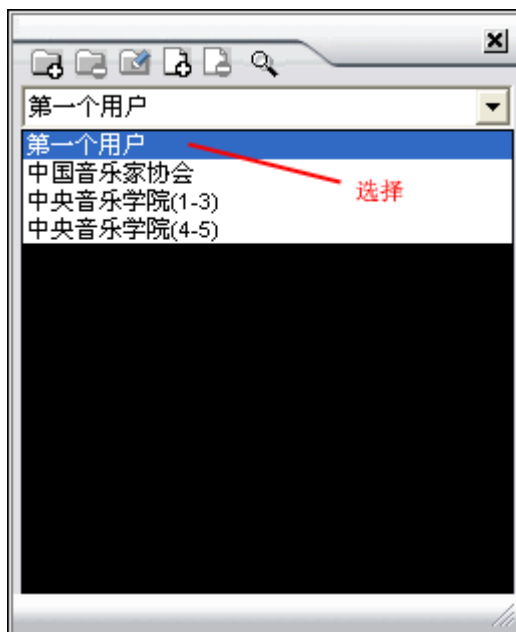 第一个用户
第一个用户
中国音乐家协会
中央音乐学院(1-3)
选择
中央音乐学院(4-5)